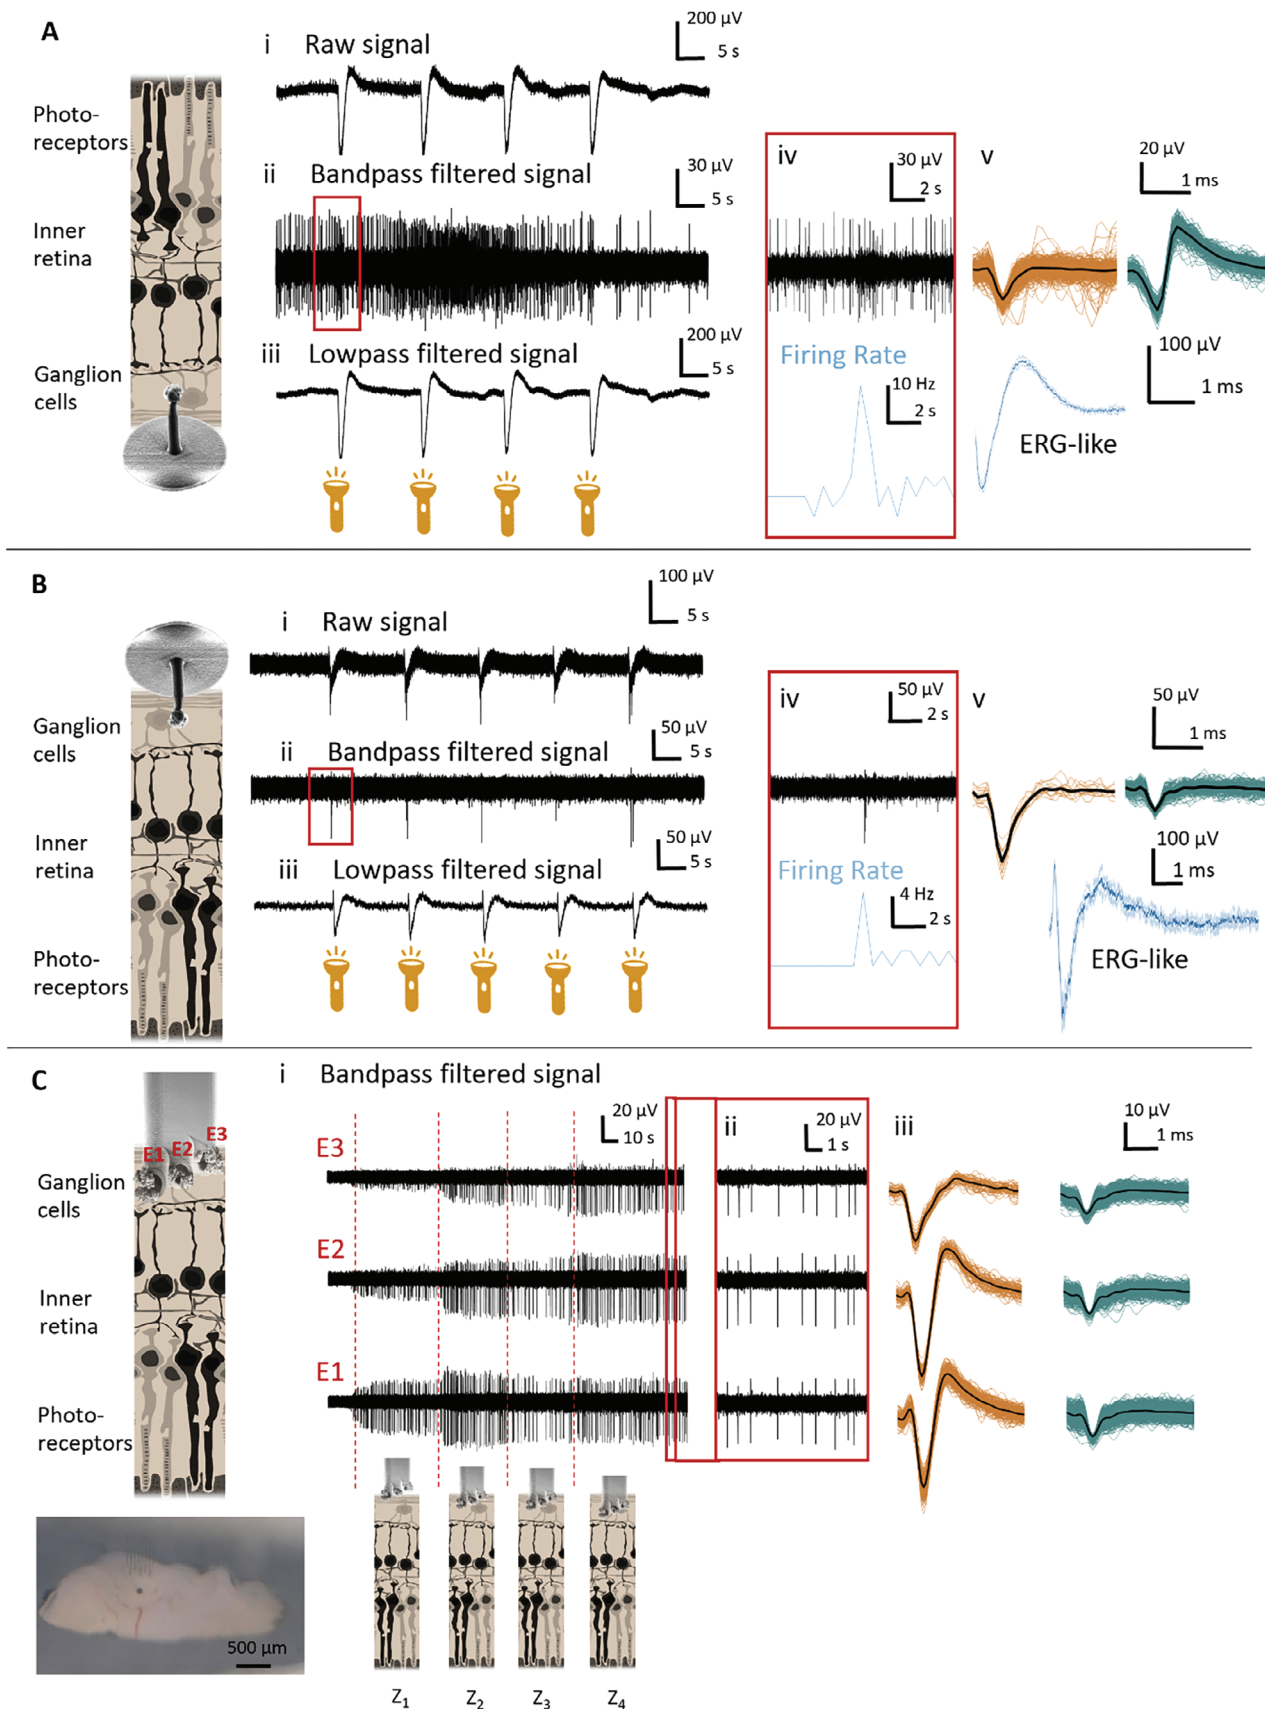 A
i Raw signal
200 µV
5 s
Photo-
receptors
Inner
retina
Ganglion
cells
ii Bandpass filtered signal
30 µV
5 s
iii Lowpass filtered signal
200 µV
5 s
iv
30 µV
2 s
Firing Rate
10 Hz
2 s
v
20 µV
1 ms
100 µV
1 ms
ERG-like
B
i Raw signal
100 µV
5 s
Ganglion
cells
Inner
retina
Photo-
receptors
ii Bandpass filtered signal
50 µV
5 s
iii Lowpass filtered signal
50 µV
5 s
iv
50 µV
2 s
Firing Rate
4 Hz
2 s
v
50 µV
1 ms
100 µV
1 ms
ERG-like
C
i Bandpass filtered signal
E1 E2 E3
Ganglion
cells
Inner
retina
Photo-
receptors
20 µV
10 s
E3
E2
E1
ii
20 µV
1 s
iii
10 µV
1 ms
500 µm
Z1 Z2 Z3 Z4